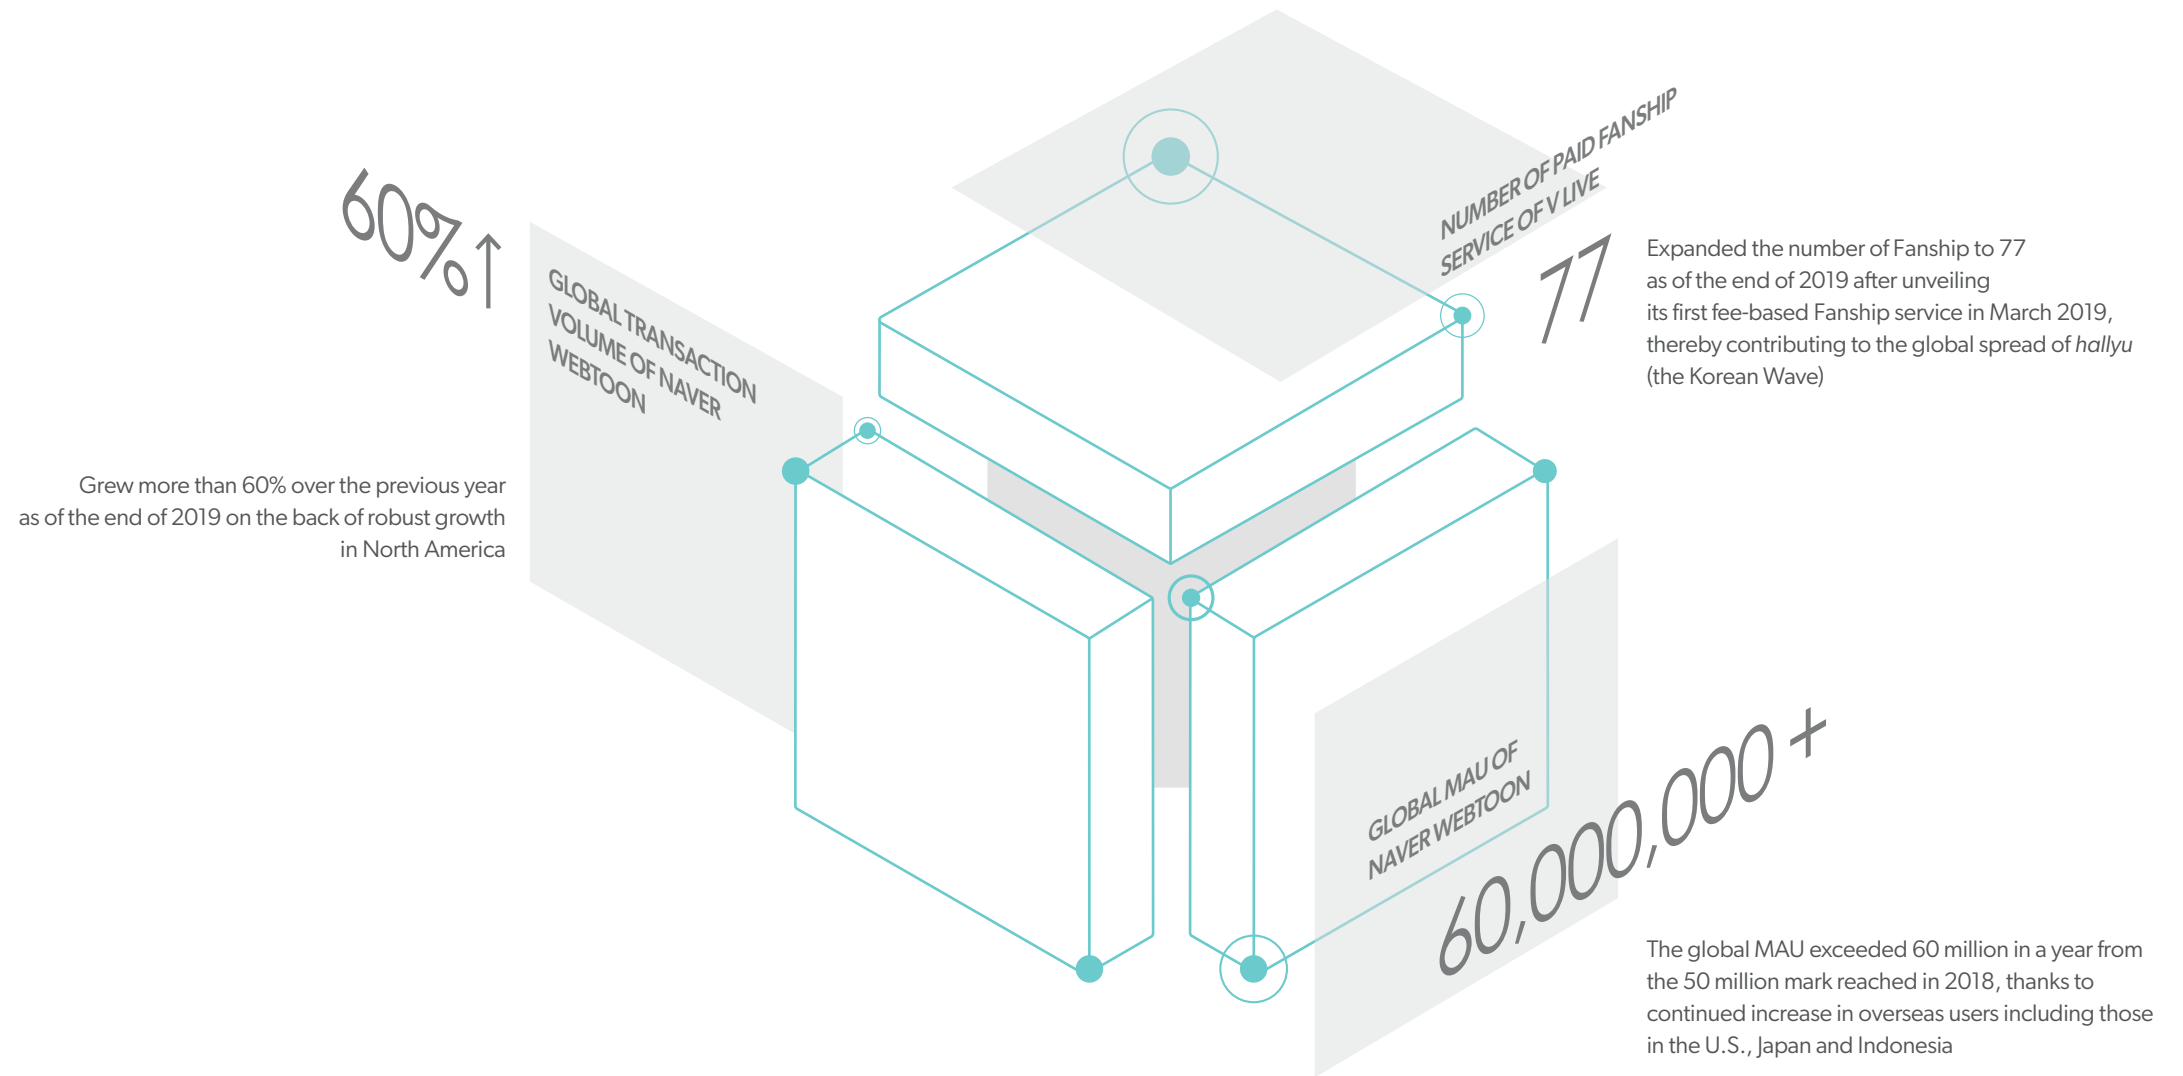 60%↑
GLOBAL TRANSACTION
VOLUME OF NAVER
WEBTOON
Grew more than 60% over the previous year
as of the end of 2019 on the back of robust growth
in North America
NUMBER OF PAID FANSHIP
SERVICE OF V LIVE
77
Expanded the number of Fanship to 77
as of the end of 2019 after unveiling
its first fee-based Fanship service in March 2019,
thereby contributing to the global spread of hallyu
(the Korean Wave)
GLOBAL MAU OF
NAVER WEBTOON
60,000,000 +
The global MAU exceeded 60 million in a year from
the 50 million mark reached in 2018, thanks to
continued increase in overseas users including those
in the U.S., Japan and Indonesia